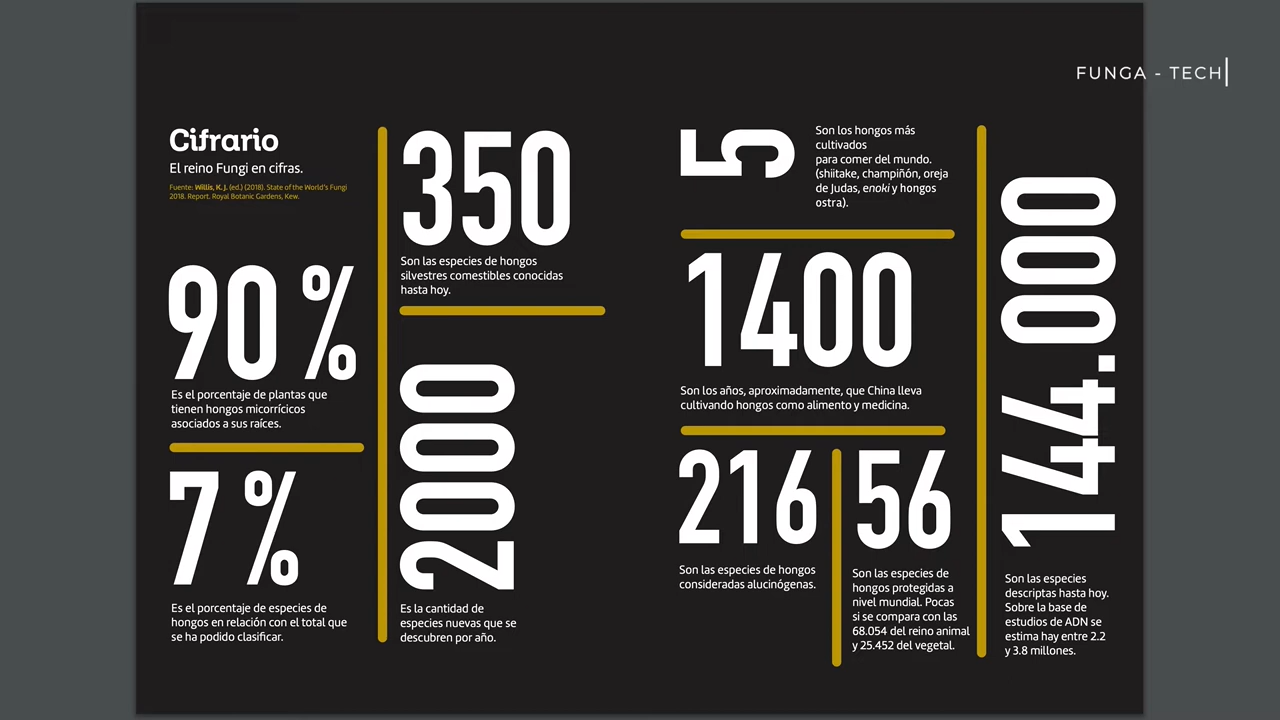 FUNGA - TECH
Cifrario
El reino Fungi en cifras.
Fuente: Willis, K. J. (ed.) (2018). State of the World's Fungi
2018. Report. Royal Botanic Gardens, Kew.
90 %
Es el porcentaje de plantas que
tienen hongos micorrícicos
asociados a sus raíces.
7 %
Es el porcentaje de especies de
hongos en relación con el total que
se ha podido clasificar.
350
Son las especies de hongos
silvestres comestibles conocidas
hasta hoy.
2000
Es la cantidad de
especies nuevas que se
descubren por año.
5
Son los hongos más
cultivados
para comer del mundo.
(shiitake, champiñón, oreja
de Judas, enoki y hongos
ostra).
1400
Son los años, aproximadamente, que China lleva
cultivando hongos como alimento y medicina.
216
Son las especies de hongos
consideradas alucinógenas.
56
Son las especies de
hongos protegidas a
nivel mundial. Pocas
si se compara con las
68.054 del reino animal
y 25.452 del vegetal.
144.000
Son las especies
descriptas hasta hoy.
Sobre la base de
estudios de ADN se
estima hay entre 2.2
y 3.8 millones.